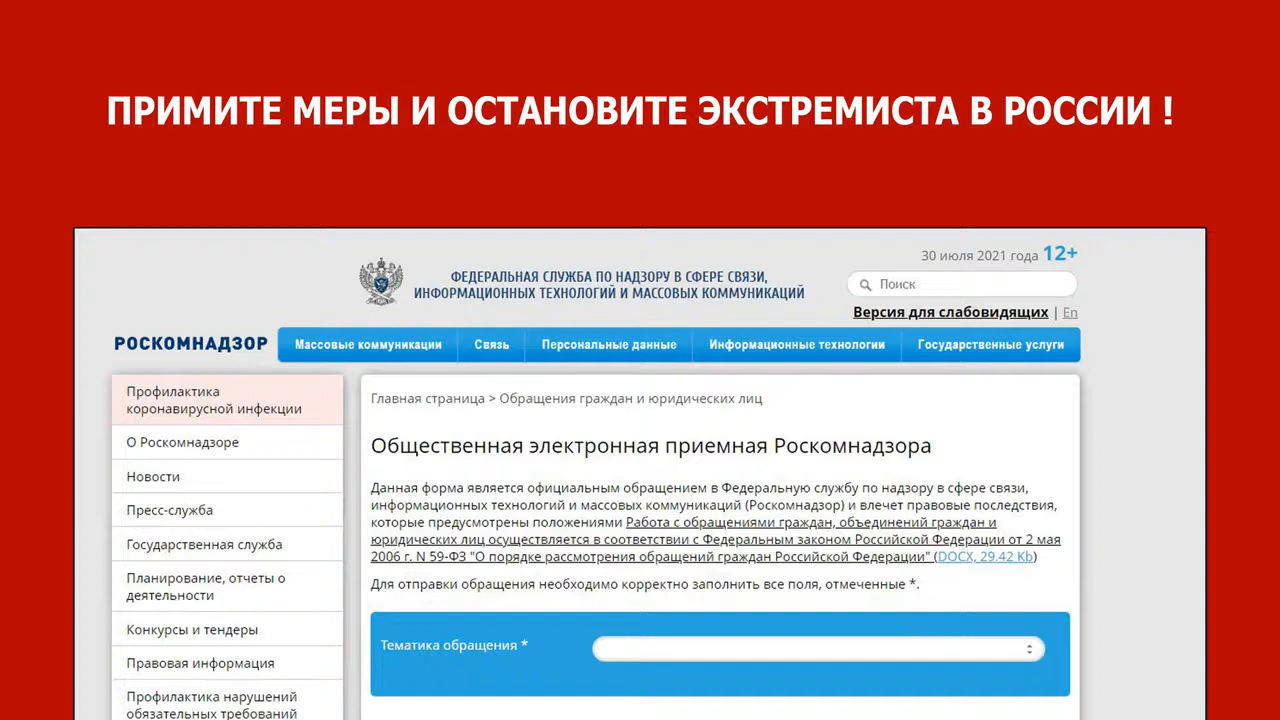 ПРИМИТЕ МЕРЫ И ОСТАНОВИТЕ ЭКСТРЕМИСТА В РОССИИ !
30 июля 2021 года 12+
ФЕДЕРАЛЬНАЯ СЛУЖБА ПО НАДЗОРУ В СФЕРЕ СВЯЗИ,
ИНФОРМАЦИОННЫХ ТЕХНОЛОГИЙ И МАССОВЫХ КОММУНИКАЦИЙ
Поиск
Версия для слабовидящих | En
РОСКОМНАДЗОР
Массовые коммуникации
Связь
Персональные данные
Информационные технологии
Государственные услуги
Профилактика
коронавирусной инфекции
О Роскомнадзоре
Новости
Пресс-служба
Государственная служба
Планирование, отчеты о
деятельности
Конкурсы и тендеры
Правовая информация
Профилактика нарушений
обязательных требований
Главная страница > Обращения граждан и юридических лиц
Общественная электронная приемная Роскомнадзора
Данная форма является официальным обращением в Федеральную службу по надзору в сфере связи,
информационных технологий и массовых коммуникаций (Роскомнадзор) и влечет правовые последствия,
которые предусмотрены положениями Работа с обращениями граждан, объединений граждан и
юридических лиц осуществляется в соответствии с Федеральным законом Российской Федерации от 2 мая
2006 г. N 59-ФЗ "О порядке рассмотрения обращений граждан Российской Федерации" (DOCX, 29.42 Kb)
Для отправки обращения необходимо корректно заполнить все поля, отмеченные *.
Тематика обращения *